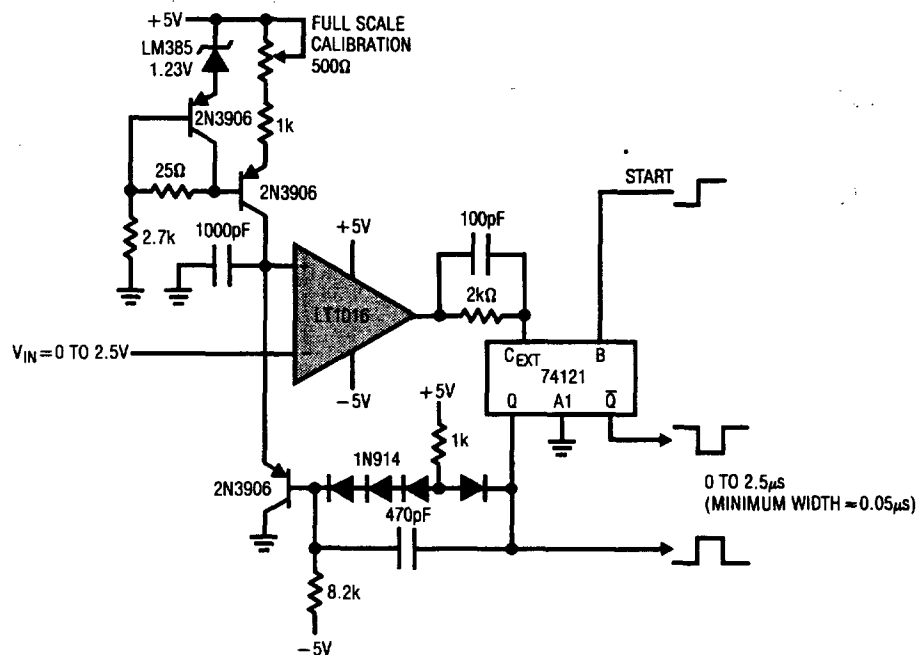 +5V
FULL SCALE
CALIBRATION
500Ω
LM385
1.23V
2N3906
1k
25Ω
2N3906
START
2.7k
1000pF
+5V
100pF
+
LT1016
2kΩ
VIN = 0 TO 2.5V
−
−5V
CEXT
B
74121
Q
A1
Q̅
+5V
1k
1N914
2N3906
470pF
0 TO 2.5μs
(MINIMUM WIDTH ≈ 0.05μs)
8.2k
−5V